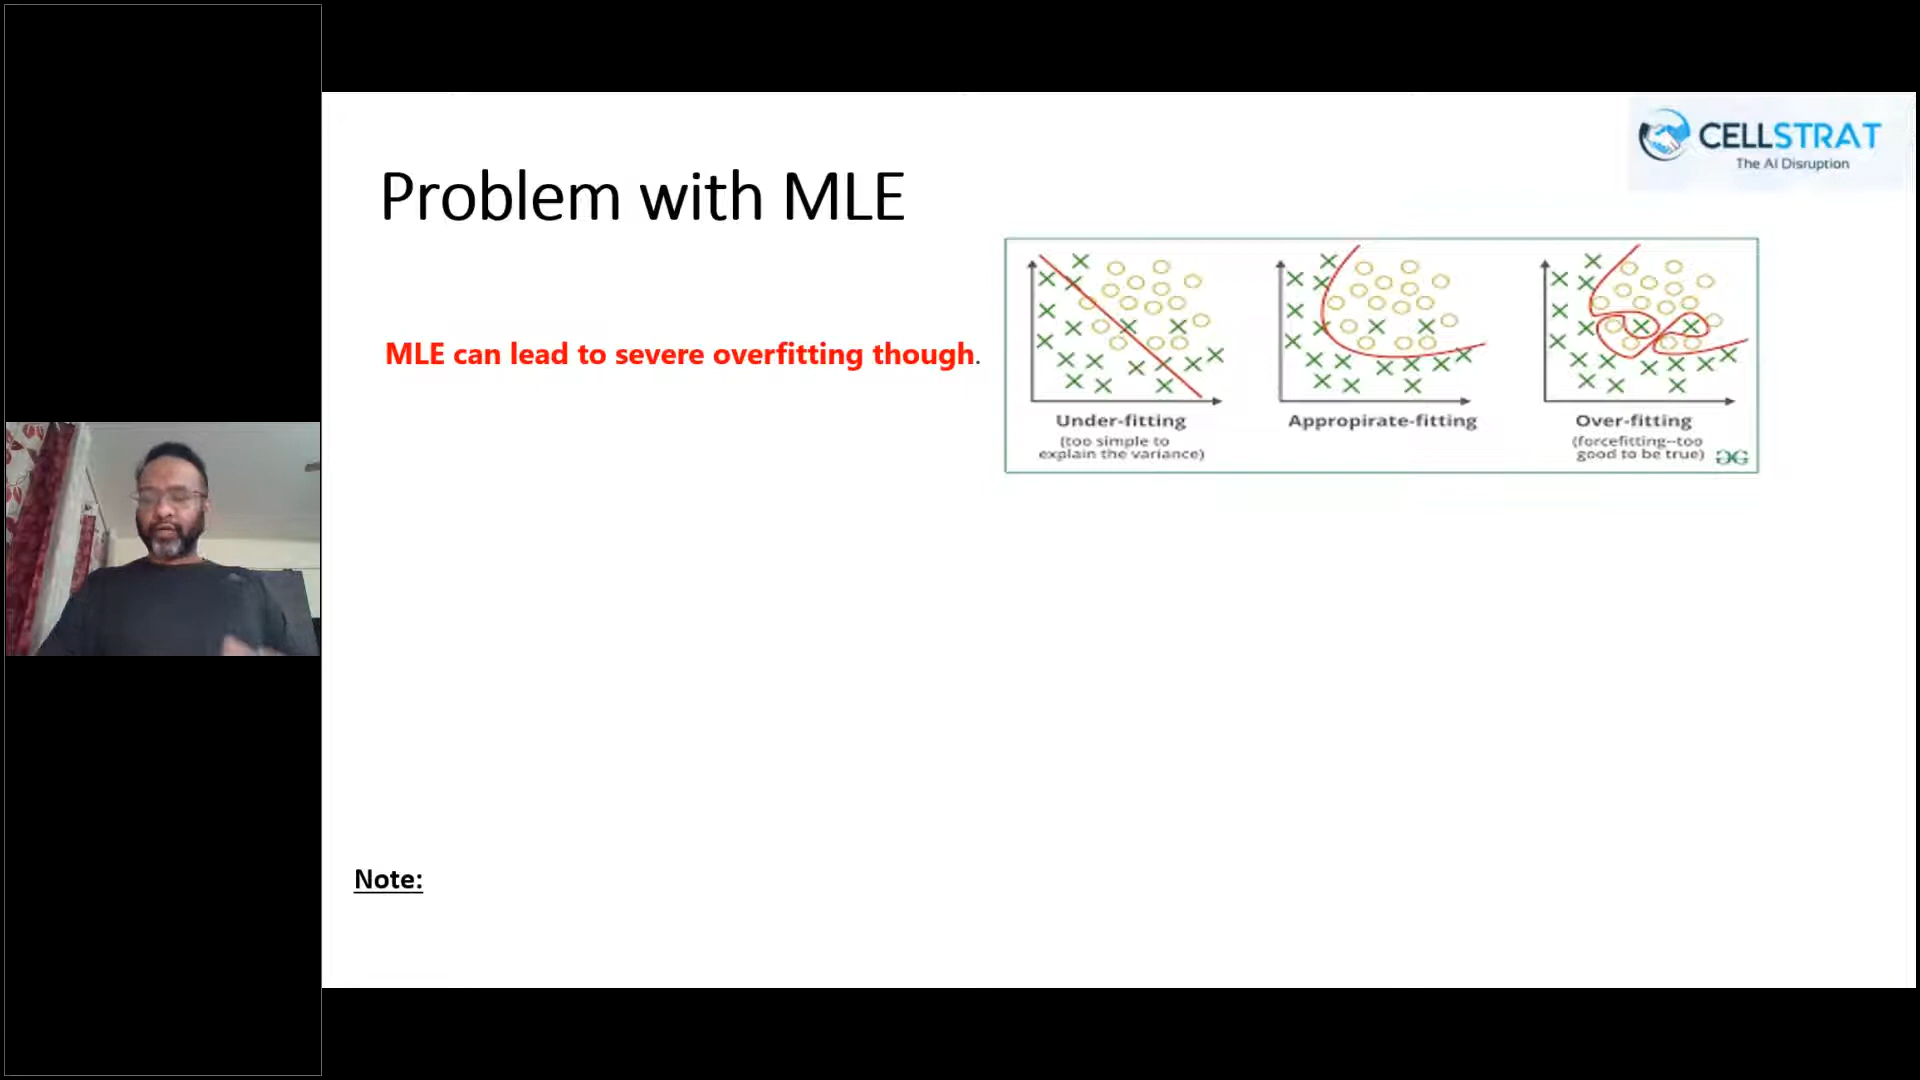 CELLSTRAT
The AI Disruption
Problem with MLE
MLE can lead to severe overfitting though.
Under-fitting
(too simple to
explain the variance)
Appropirate-fitting
Over-fitting
(forcefitting--too
good to be true)
Note: